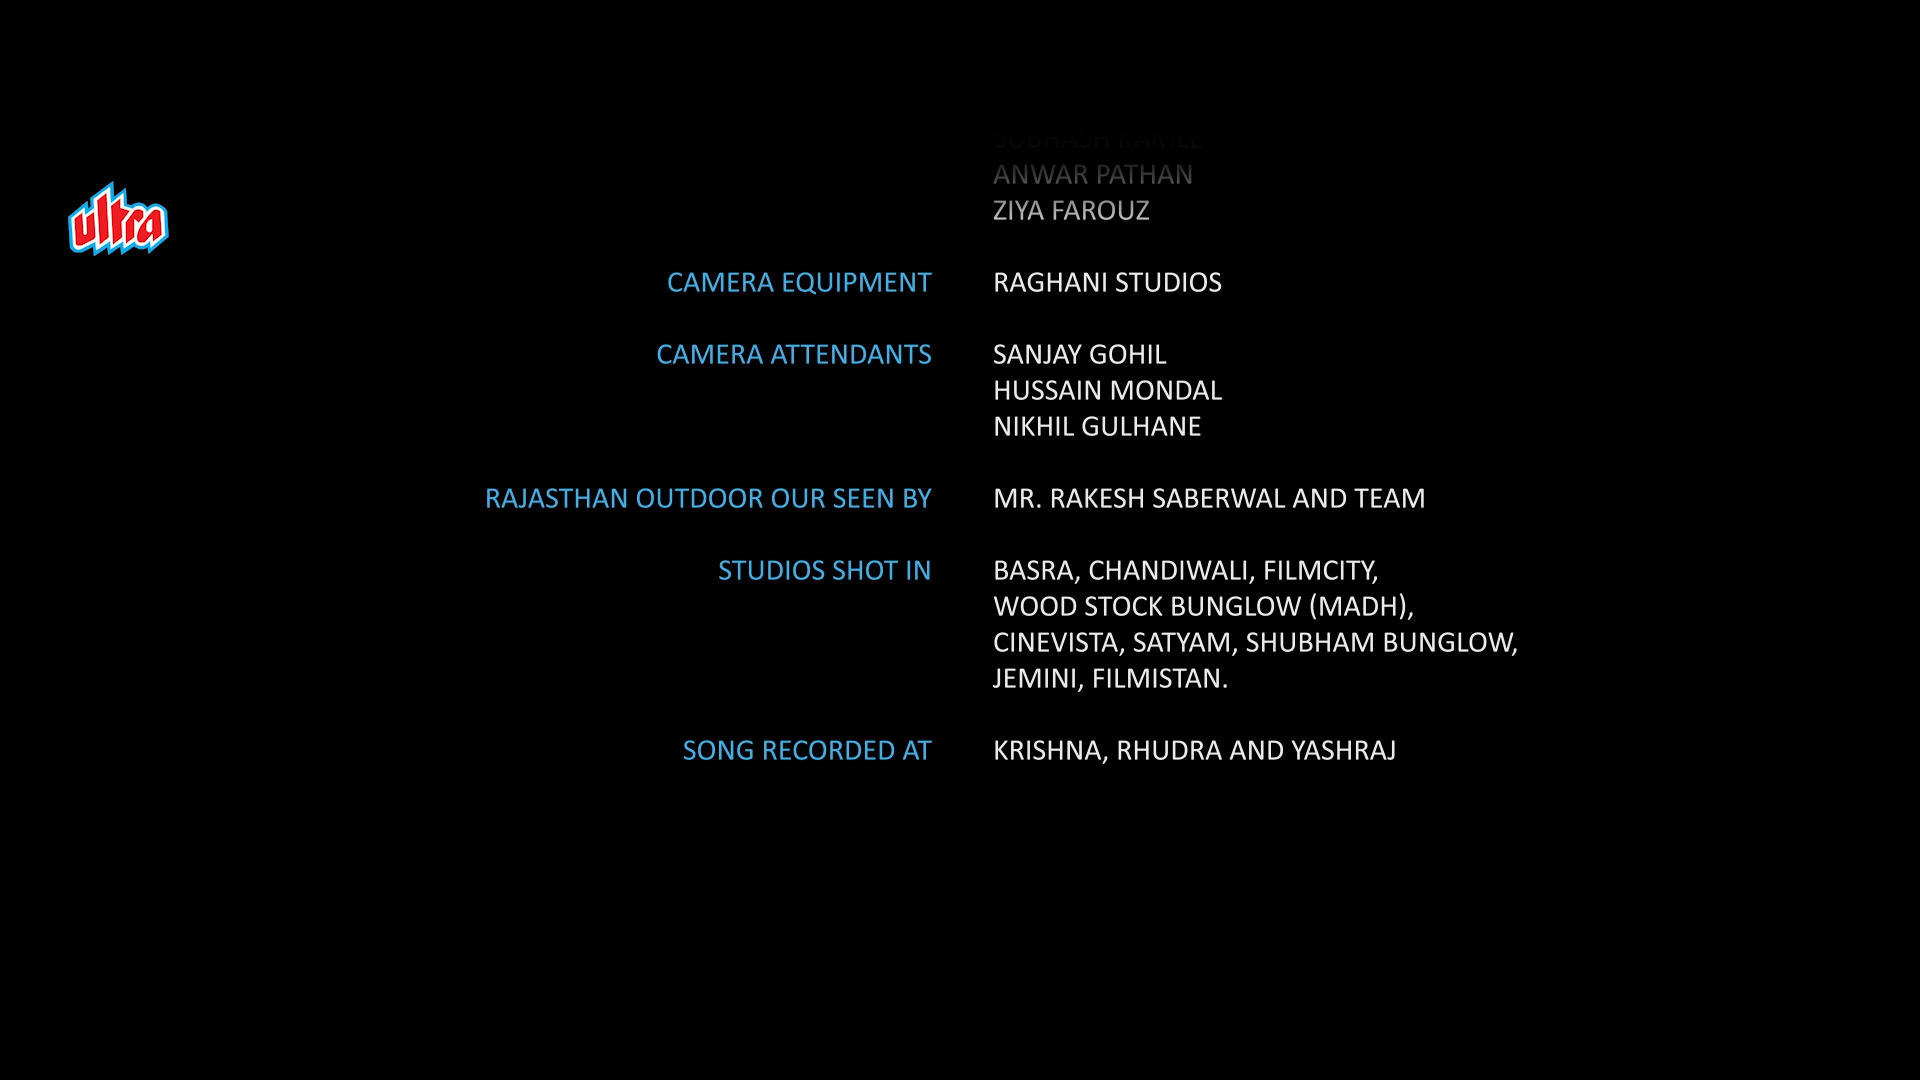 SUBHASH KAMLE
ANWAR PATHAN
ZIYA FAROUZ
ultra
CAMERA EQUIPMENT RAGHANI STUDIOS
CAMERA ATTENDANTS SANJAY GOHIL
HUSSAIN MONDAL
NIKHIL GULHANE
RAJASTHAN OUTDOOR OUR SEEN BY MR. RAKESH SABERWAL AND TEAM
STUDIOS SHOT IN BASRA, CHANDIWALI, FILMCITY,
WOOD STOCK BUNGLOW (MADH),
CINEVISTA, SATYAM, SHUBHAM BUNGLOW,
JEMINI, FILMISTAN.
SONG RECORDED AT KRISHNA, RHUDRA AND YASHRAJ